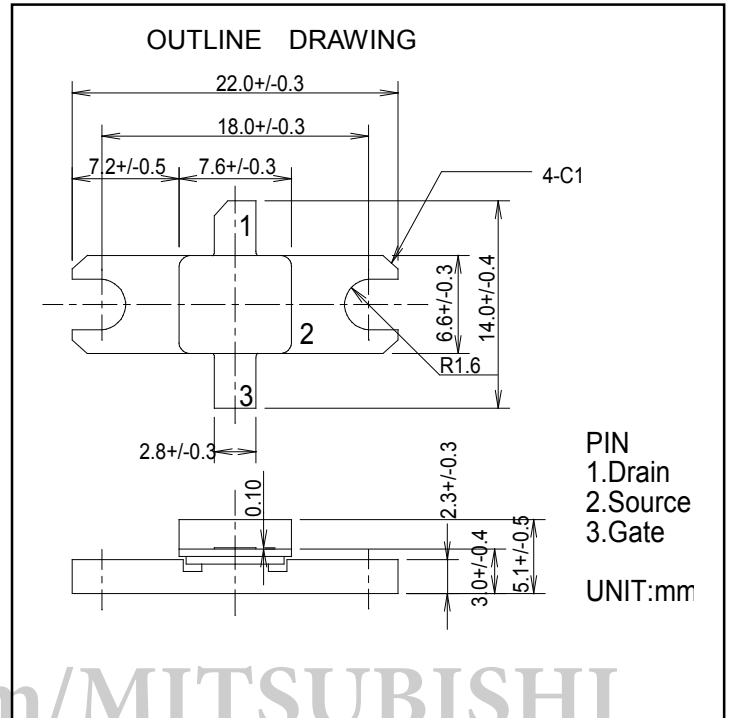 OUTLINE DRAWING
22.0+/-0.3
18.0+/-0.3
7.2+/-0.5 7.6+/-0.3
4-C1
1
2
3
6.6+/-0.3
14.0+/-0.4
R1.6
2.8+/-0.3
0.10
2.3+/-0.3
3.0+/-0.4
5.1+/-0.5
PIN
1.Drain
2.Source
3.Gate
UNIT:mm
m/MITSUBISHI